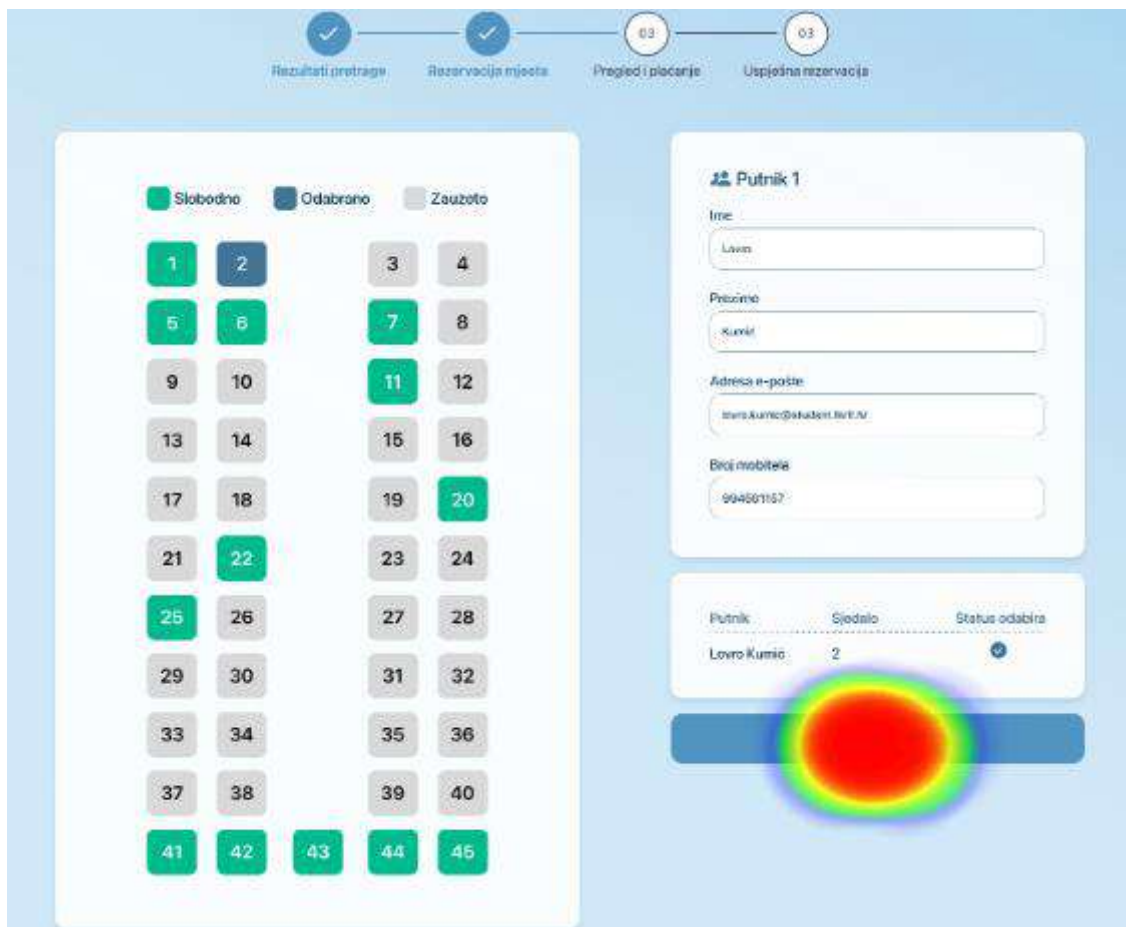 03 03
Rezultati pretrage Rezervacija mjesta Pregled i plaćanje Uspješna rezervacija
Slobodno Odabrano Zauzeto
1 2 3 4
5 6 7 8
9 10 11 12
13 14 15 16
17 18 19 20
21 22 23 24
25 26 27 28
29 30 31 32
33 34 35 36
37 38 39 40
41 42 43 44 45
Putnik 1
Ime
Lovro
Prezime
Kumić
Adresa e-pošte
Broj mobitela
Putnik Sjedalo Status odabira
Lovro Kumić 2